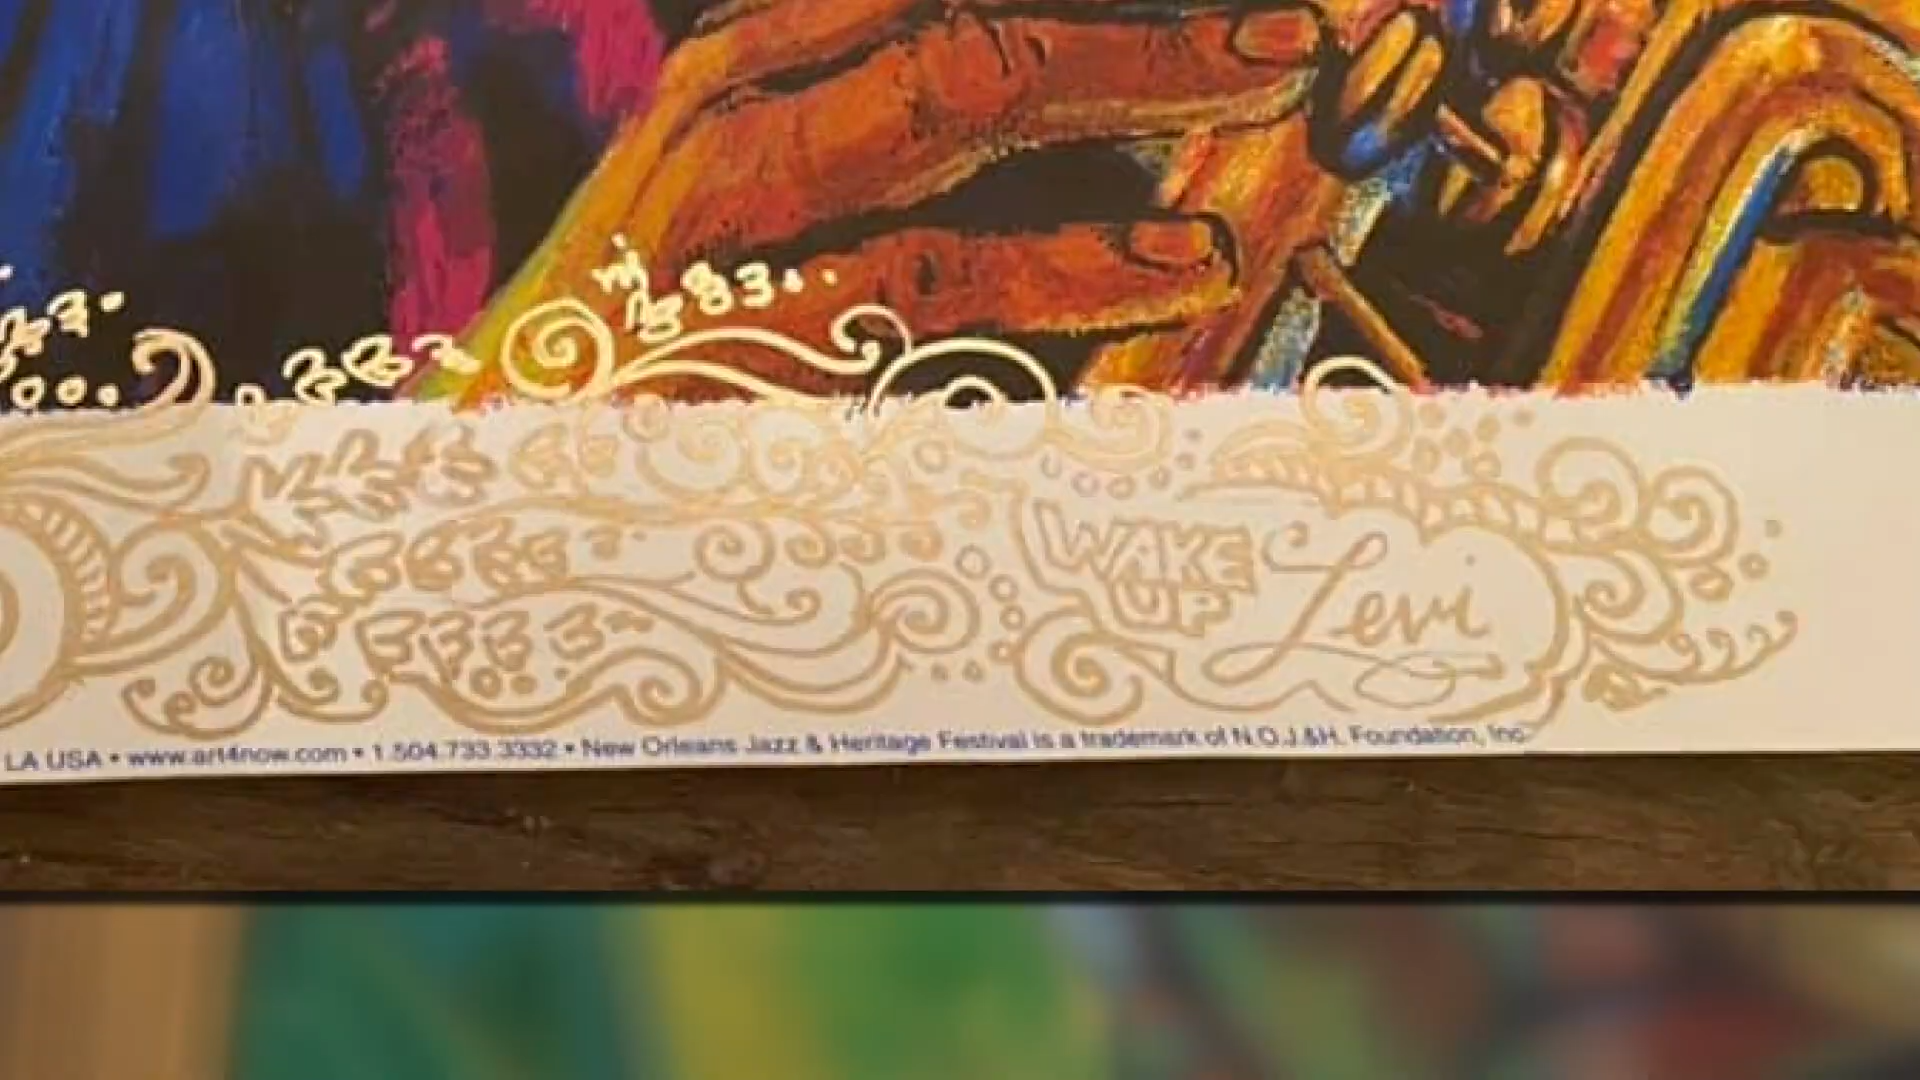 WAKE
UP Levi
LA USA • www.art4now.com • 1.504.733.3332 • New Orleans Jazz & Heritage Festival is a trademark of N.O.J.&H. Foundation, Inc.